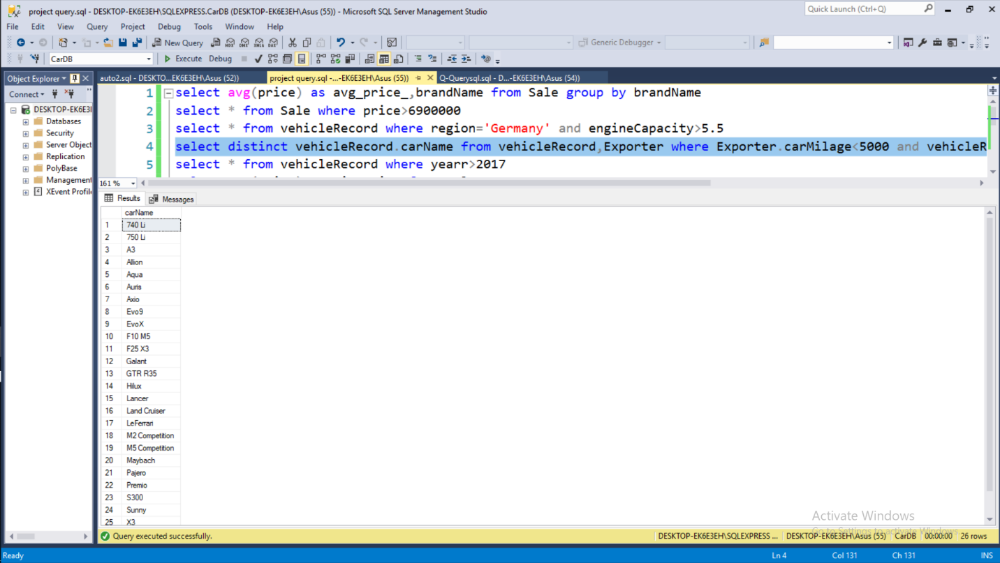 project query.sql - DESKTOP-EK6E3EH\SQLEXPRESS.CarDB (DESKTOP-EK6E3EH\Asus (55)) - Microsoft SQL Server Management Studio
Quick Launch (Ctrl+Q)
File Edit View Query Project Debug Tools Window Help
New Query MDX DMX XMLA DAX Generic Debugger
CarDB Execute Debug
Object Explorer
auto2.sql - DESKTO...EK6E3EH\Asus (52))
project query.sql -...-EK6E3EH\Asus (55))
Q-Querysql.sql - D...-EK6E3EH\Asus (54))
Connect
DESKTOP-EK6E3
Databases
Security
Server Object
Replication
PolyBase
Management
XEvent Profil
1 select avg(price) as avg_price_,brandName from Sale group by brandName
2 select * from Sale where price>6900000
3 select * from vehicleRecord where region='Germany' and engineCapacity>5.5
4 select distinct vehicleRecord.carName from vehicleRecord,Exporter where Exporter.carMilage<5000 and vehicleR
5 select * from vehicleRecord where yearr>2017
161 %
Results Messages
carName
1 740 Li
2 750 Li
3 A3
4 Allion
5 Aqua
6 Auris
7 Axio
8 Evo9
9 EvoX
10 F10 M5
11 F25 X3
12 Galant
13 GTR R35
14 Hilux
15 Lancer
16 Land Cruiser
17 LeFerrari
18 M2 Competition
19 M5 Competition
20 Maybach
21 Pajero
22 Premio
23 S300
24 Sunny
25 X3
Activate Windows
Go to Settings to activate Windows.
Query executed successfully.
DESKTOP-EK6E3EH\SQLEXPRESS ... DESKTOP-EK6E3EH\Asus (55) CarDB 00:00:00 26 rows
Ready Ln 4 Col 131 Ch 131 INS